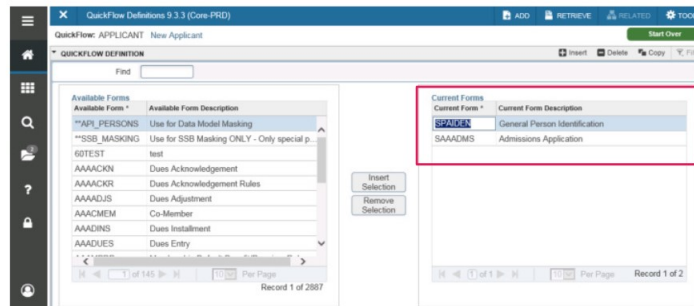 QuickFlow Definitions 9.3.3 (Core-PRD)
ADD RETRIEVE RELATED TOO
QuickFlow: APPLICANT New Applicant
Start Over
QUICKFLOW DEFINITION
Insert Delete Copy
Find
Available Forms
Available Form * Available Form Description
**API_PERSONS Use for Data Model Masking
**SSB_MASKING Use for SSB Masking ONLY - Only special p...
60TEST test
AAAACKN Dues Acknowledgement
AAAACKR Dues Acknowledgement Rules
AAAADJS Dues Adjustment
AAACMEM Co-Member
AAADINS Dues Installment
AAADUES Dues Entry
1 of 145 10 Per Page
Record 1 of 2887
Insert Selection
Remove Selection
Current Forms
Current Form * Current Form Description
SPAIDEN General Person Identification
SAAADMS Admissions Application
1 of 1 10 Per Page Record 1 of 2